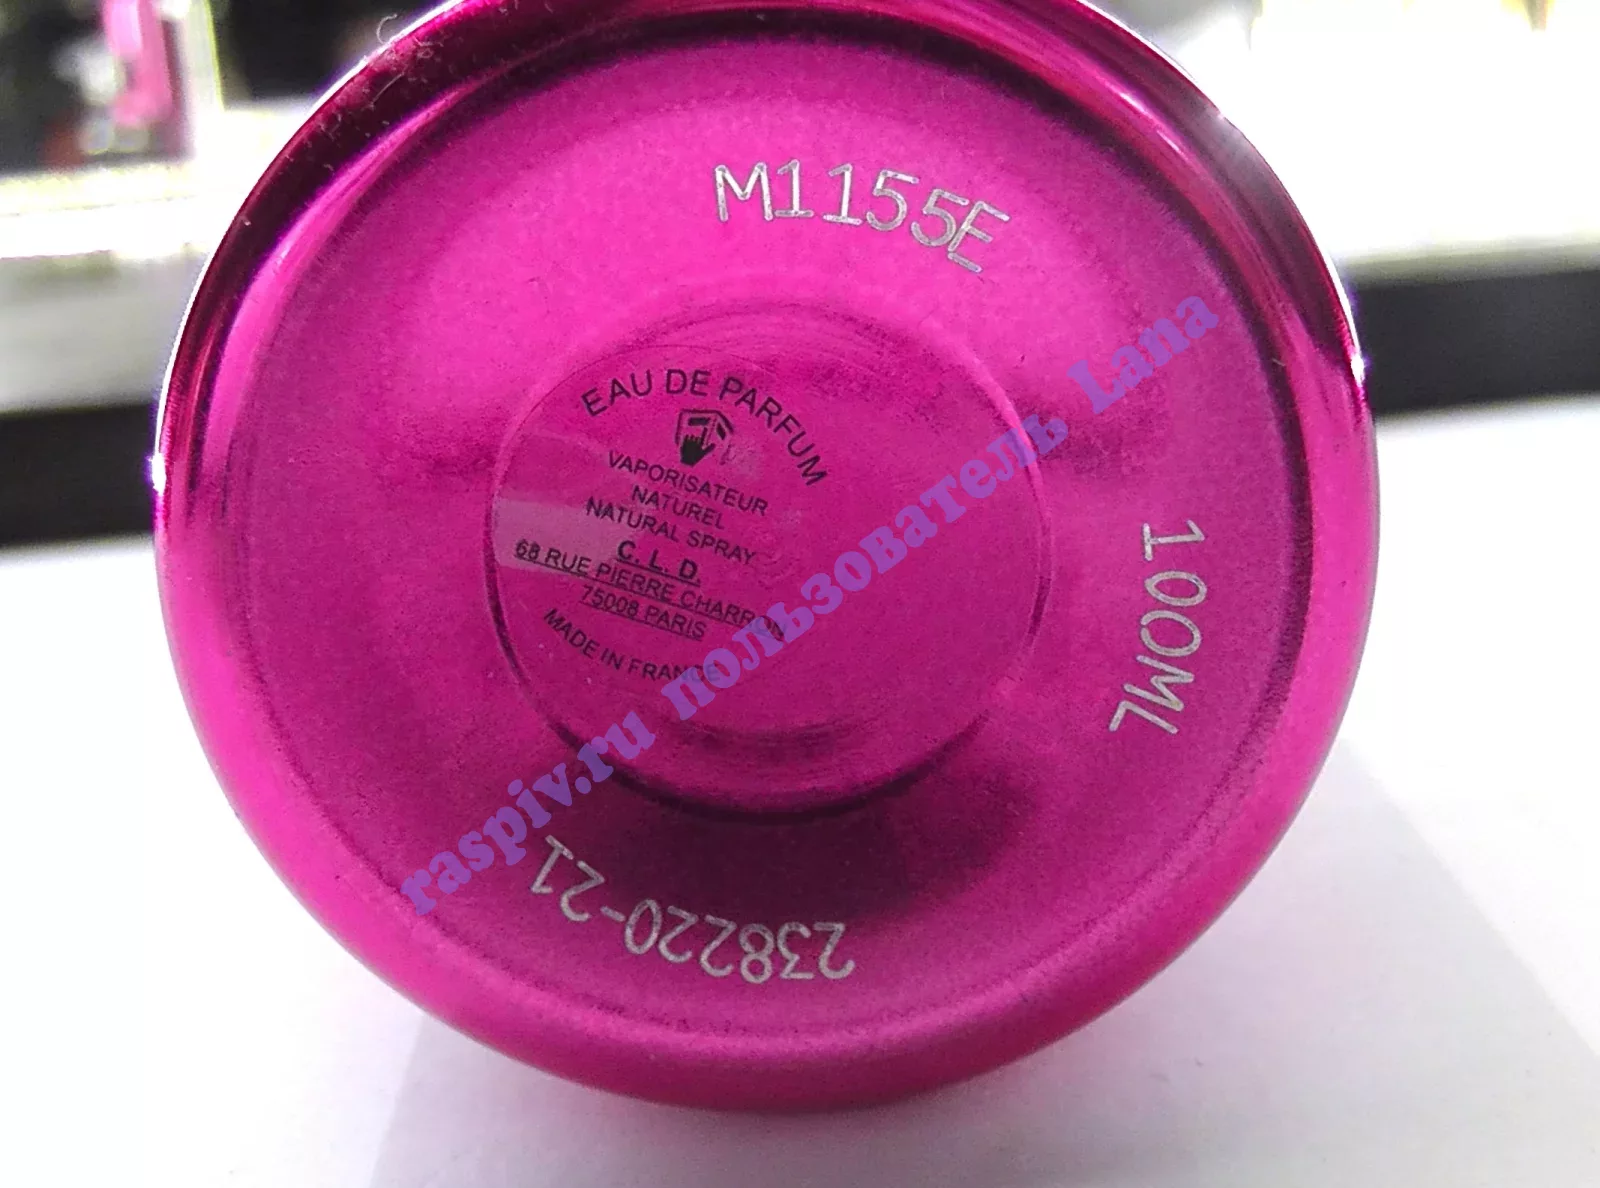 M1155E
EAU DE PARFUM
VAPORISATEUR
NATUREL
NATURAL SPRAY
C. L. D.
68 RUE PIERRE CHARRON
75008 PARIS
MADE IN FRANCE
100ML
238220-21
raspiv.ru пользователь Lana